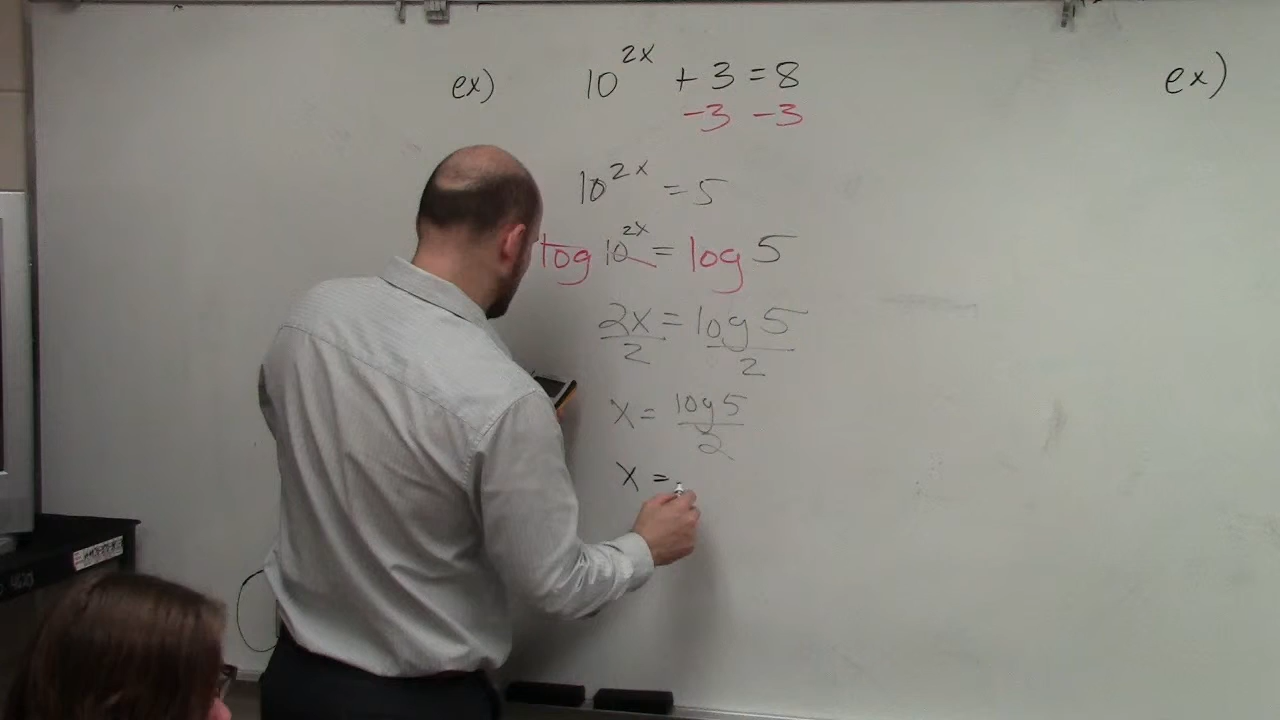 ex) 10^2x + 3 = 8 ex)
-3 -3
10^2x = 5
log 10^2x = log 5
2x = log 5
2 2
x = log 5
2
x = .